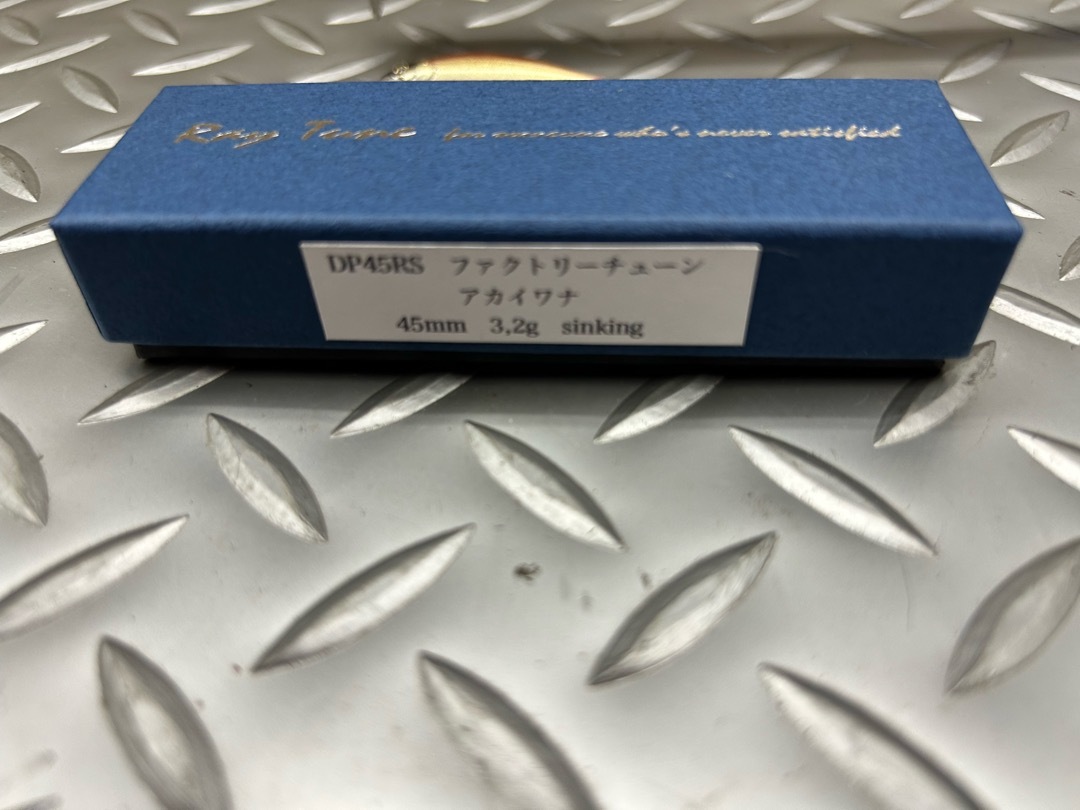 Ray Tune for anyone who's never satisfied
DP45RS ファクトリーチューン
アカイワナ
45mm 3,2g sinking